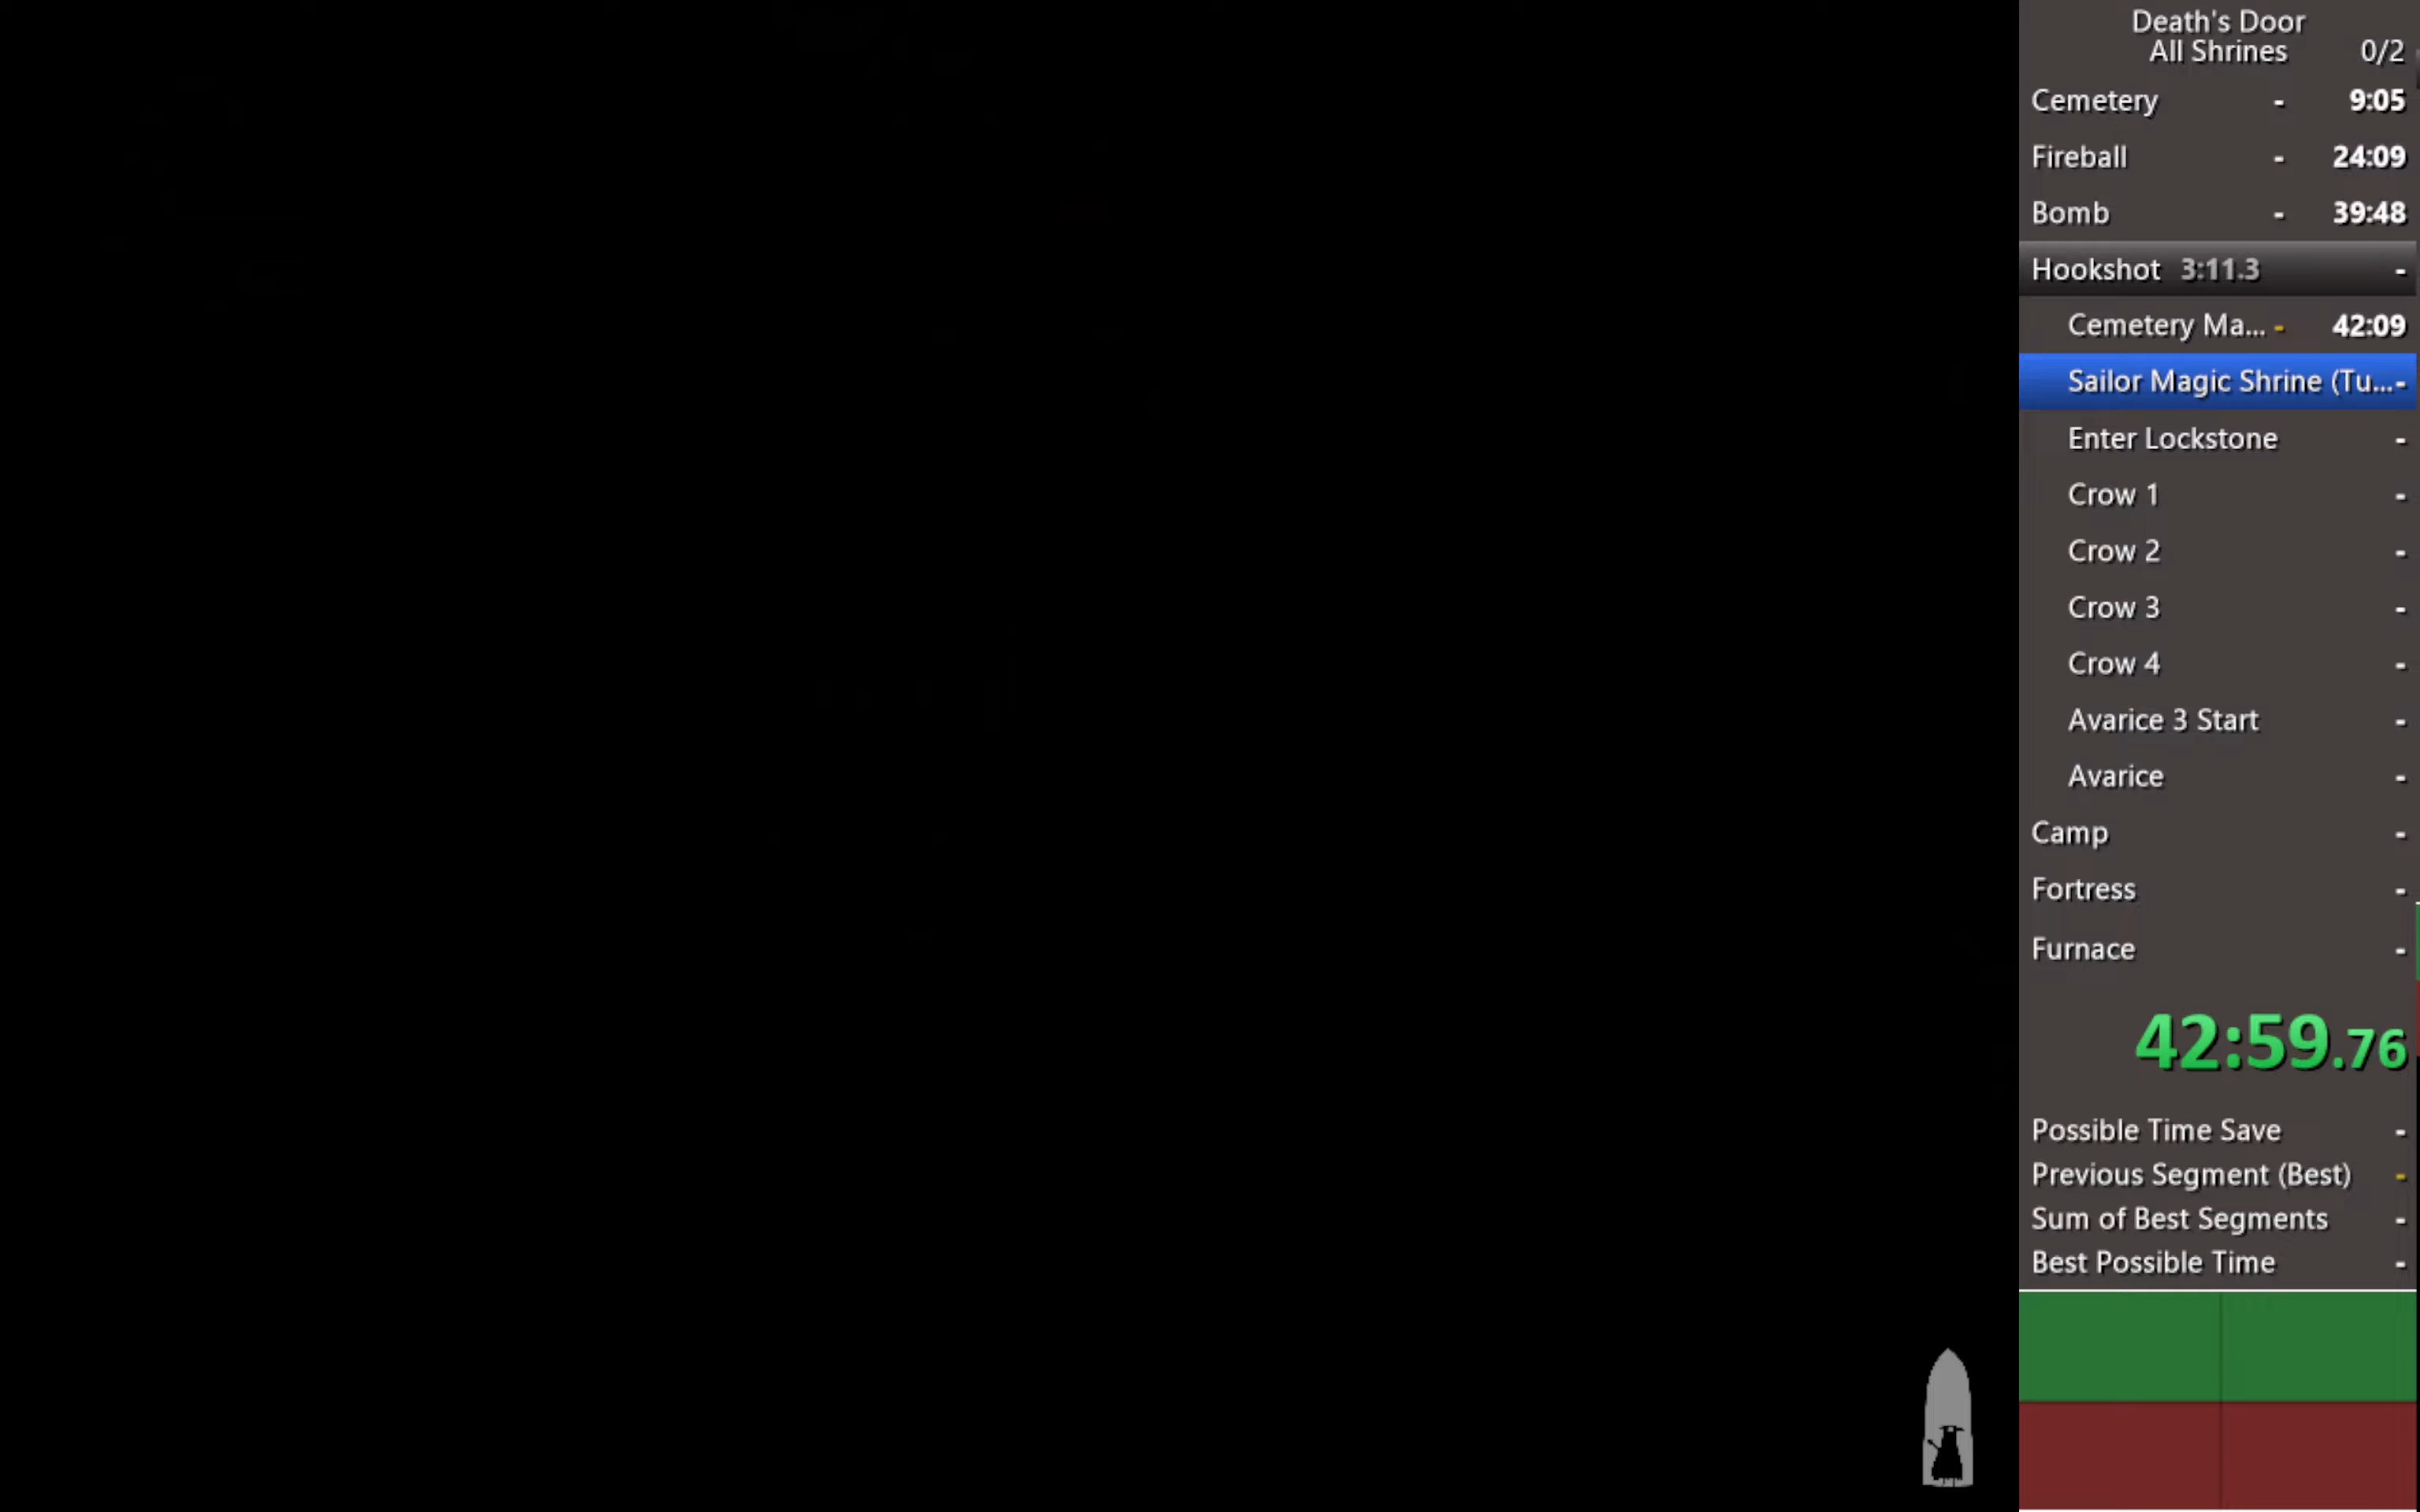 Death's Door
All Shrines 0/2
Cemetery - 9:05
Fireball - 24:09
Bomb - 39:48
Hookshot 3:11.3 -
Cemetery Ma... - 42:09
Sailor Magic Shrine (Tu... -
Enter Lockstone -
Crow 1 -
Crow 2 -
Crow 3 -
Crow 4 -
Avarice 3 Start -
Avarice -
Camp -
Fortress -
Furnace -
42:59.76
Possible Time Save -
Previous Segment (Best) -
Sum of Best Segments -
Best Possible Time -